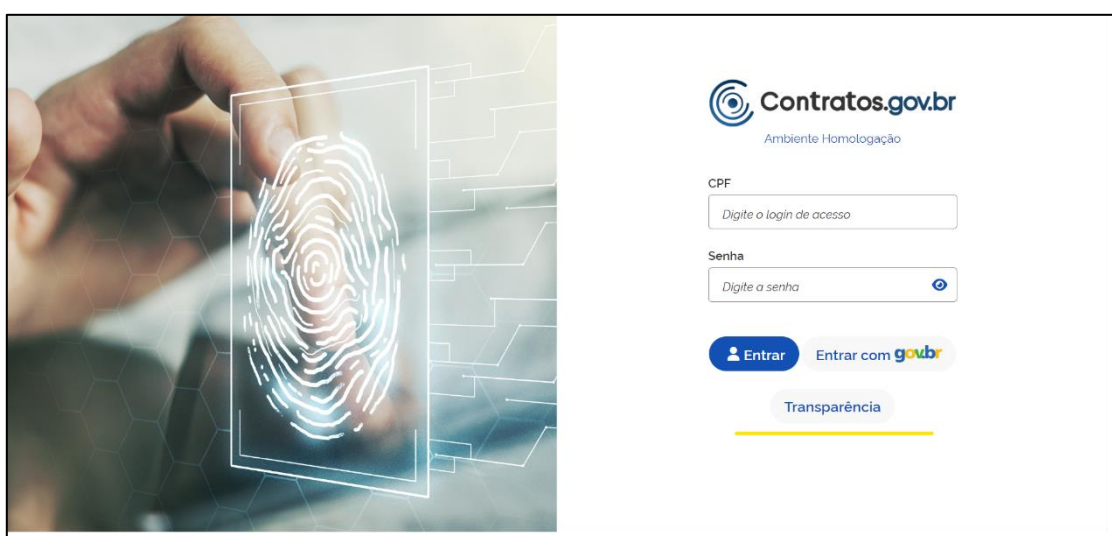 Contratos.gov.br
Ambiente Homologação
CPF
Digite o login de acesso
Senha
Digite a senha
Entrar Entrar com gov.br
Transparência